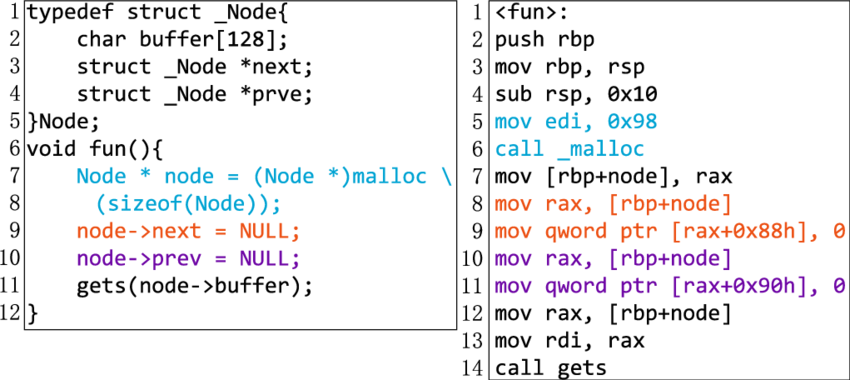 1 typedef struct _Node{
2 char buffer[128];
3 struct _Node *next;
4 struct _Node *prve;
5 }Node;
6 void fun(){
7 Node * node = (Node *)malloc \
8 (sizeof(Node));
9 node->next = NULL;
10 node->prev = NULL;
11 gets(node->buffer);
12 }
1 <fun>:
2 push rbp
3 mov rbp, rsp
4 sub rsp, 0x10
5 mov edi, 0x98
6 call _malloc
7 mov [rbp+node], rax
8 mov rax, [rbp+node]
9 mov qword ptr [rax+0x88h], 0
10 mov rax, [rbp+node]
11 mov qword ptr [rax+0x90h], 0
12 mov rax, [rbp+node]
13 mov rdi, rax
14 call gets